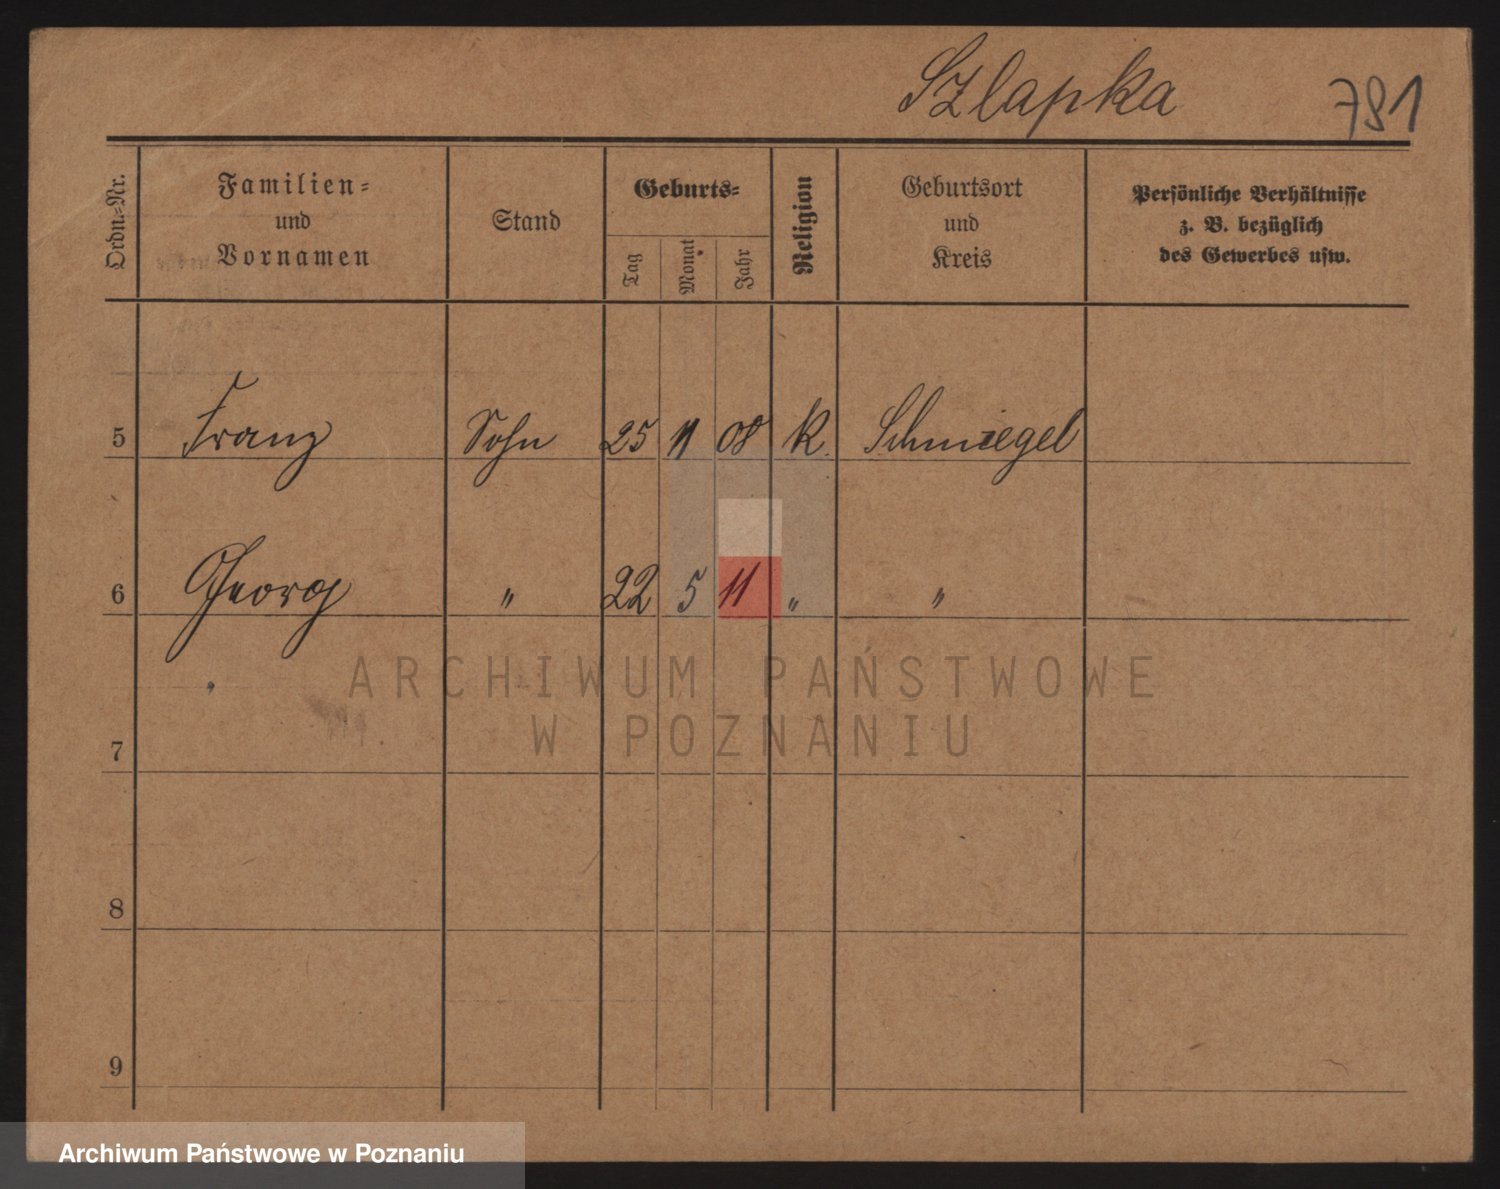 Szlapka 781
Ordn.-Nr.
Familien-
und
Vornamen
Stand
Geburts-
Tag
Monat
Jahr
Religion
Geburtsort
und
Kreis
Persönliche Verhältnisse
z. B. bezüglich
des Gewerbes usw.
5 Franz Sohn 25 11 08 K. Schmiegel
6 Georg " 22 5 11 " "
7
8
9
ARCHIWUM PAŃSTWOWE
W POZNANIU
Archiwum Państwowe w Poznaniu